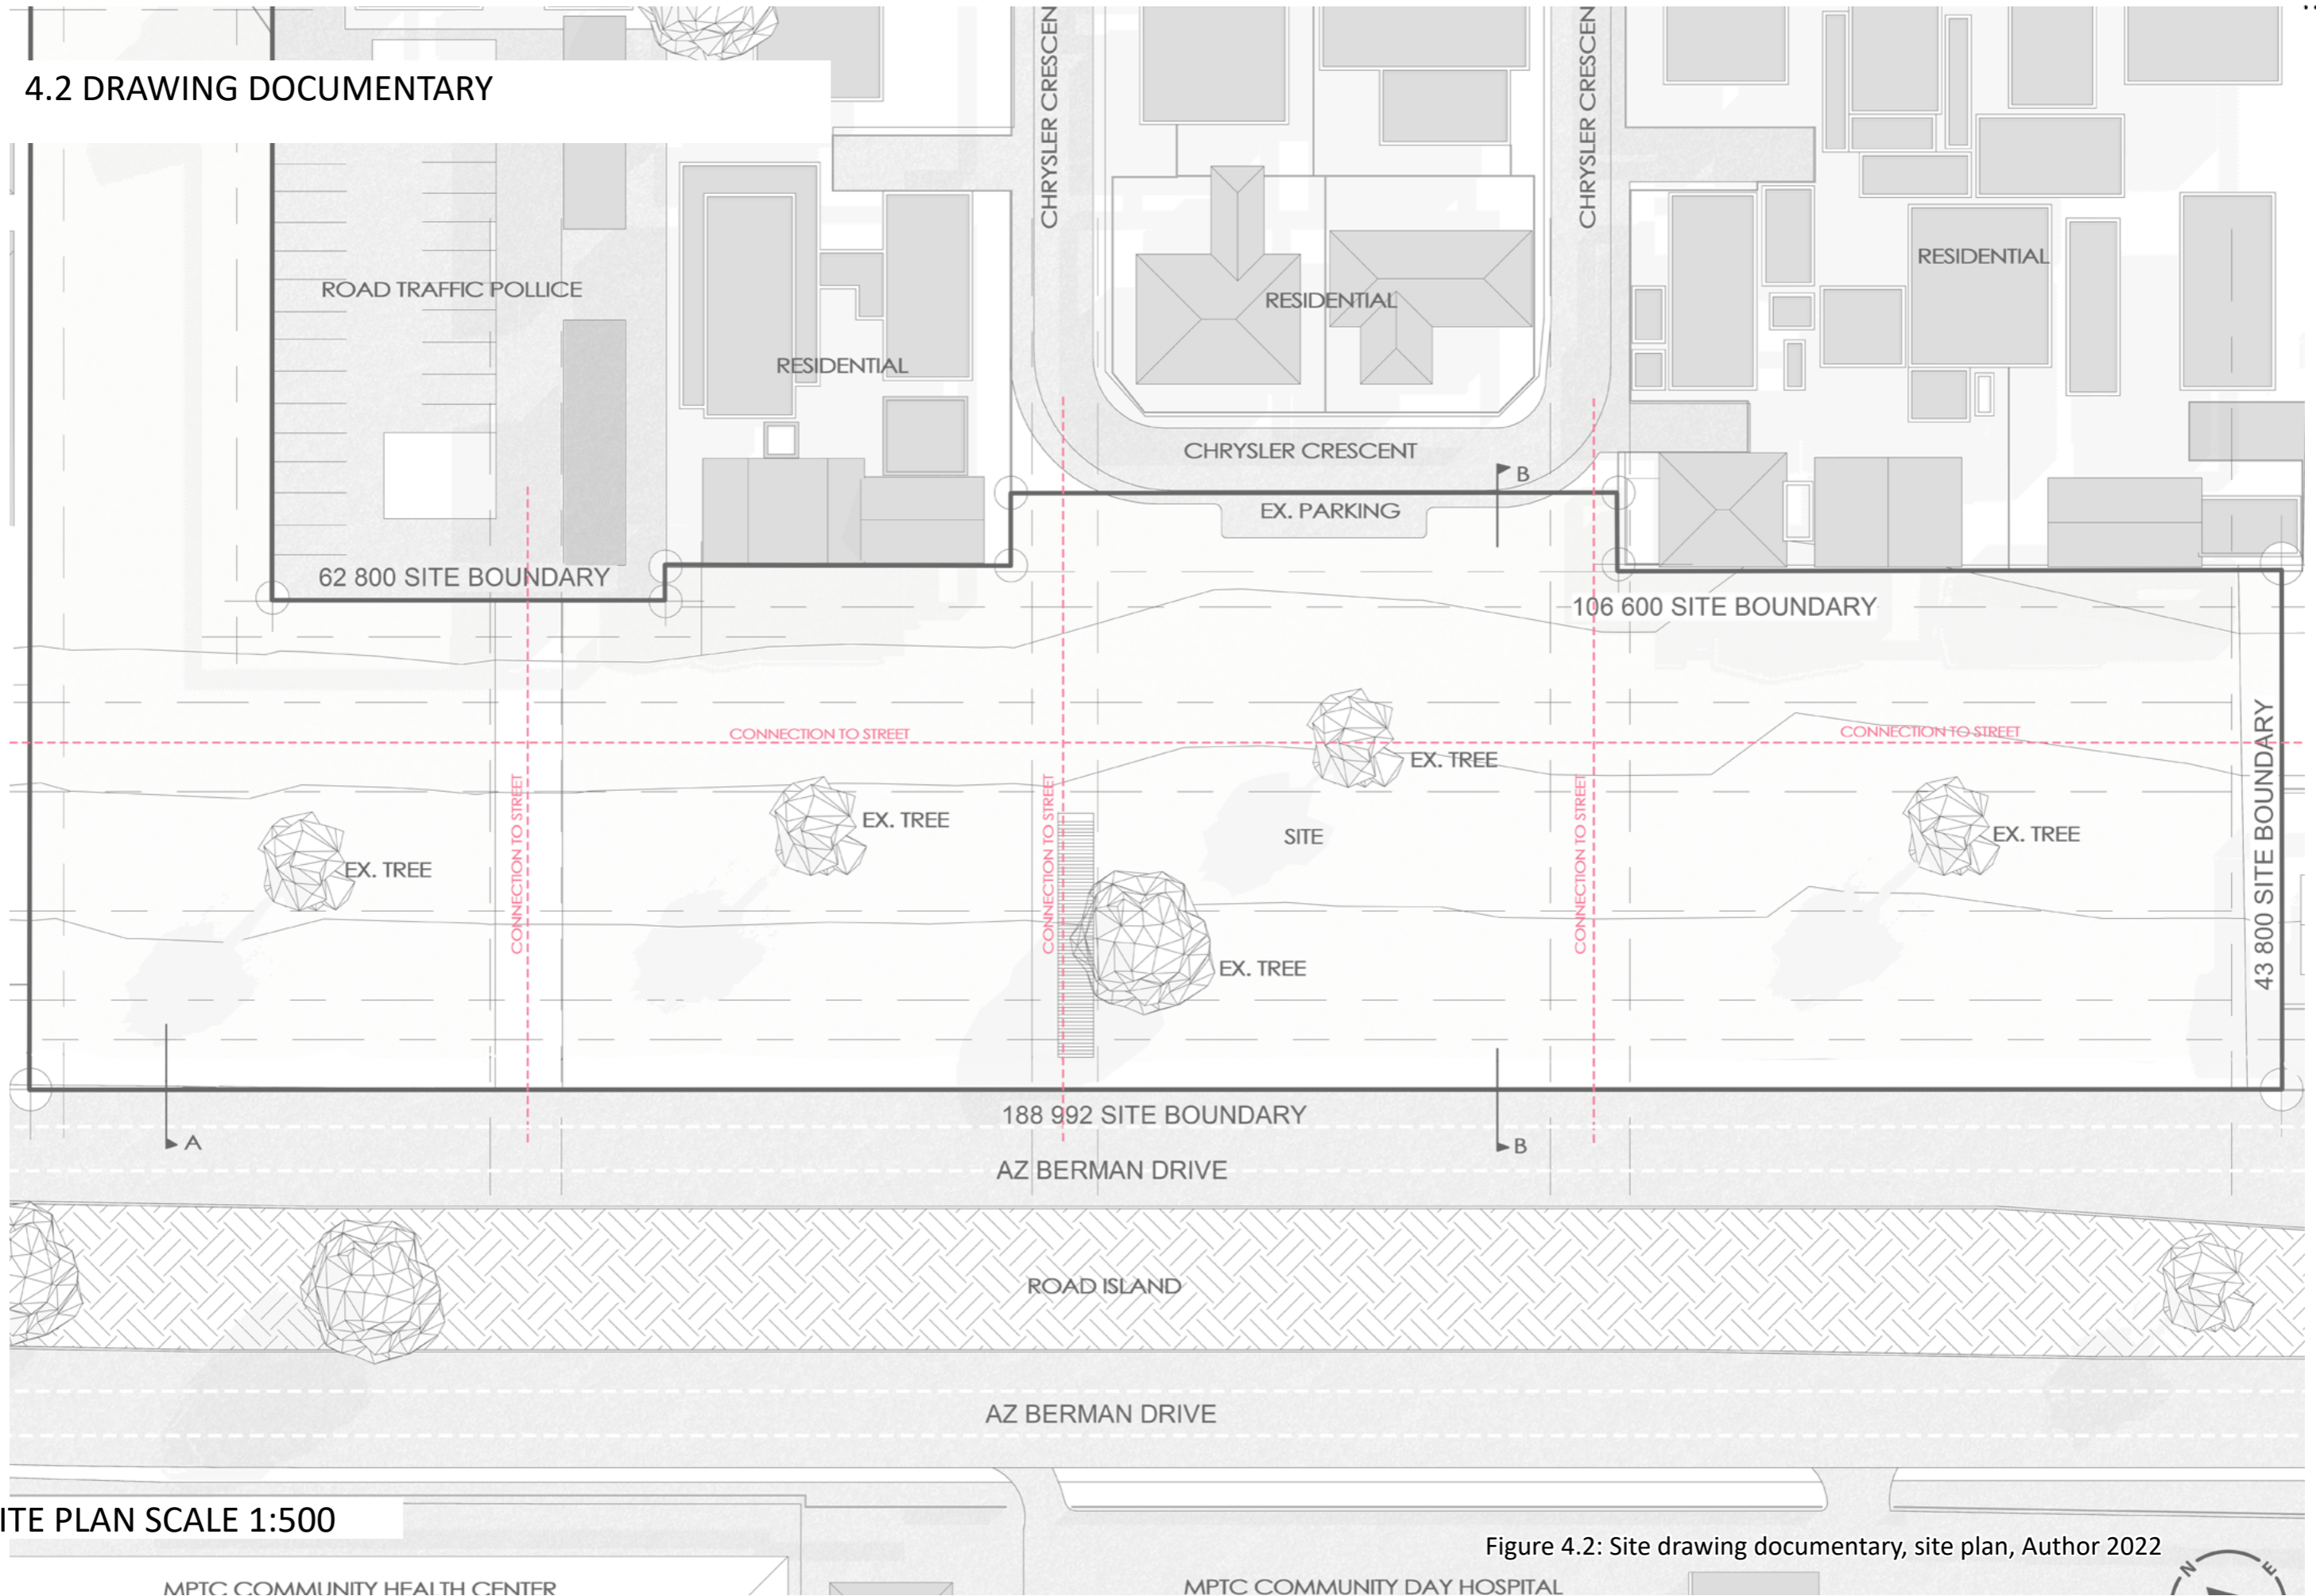 4.2 DRAWING DOCUMENTARY
CHRYSLER CRESCEN
CHRYSLER CRESCEN
ROAD TRAFFIC POLLICE
RESIDENTIAL
RESIDENTIAL
RESIDENTIAL
CHRYSLER CRESCENT
B
EX. PARKING
62 800 SITE BOUNDARY
106 600 SITE BOUNDARY
CONNECTION TO STREET
CONNECTION TO STREET
EX. TREE
EX. TREE
SITE
EX. TREE
EX. TREE
EX. TREE
CONNECTION TO STREET
CONNECTION TO STREET
CONNECTION TO STREET
43 800 SITE BOUNDARY
188 992 SITE BOUNDARY
A
B
AZ BERMAN DRIVE
ROAD ISLAND
AZ BERMAN DRIVE
ITE PLAN SCALE 1:500
Figure 4.2: Site drawing documentary, site plan, Author 2022
MPTC COMMUNITY HEALTH CENTER
MPTC COMMUNITY DAY HOSPITAL
N
E